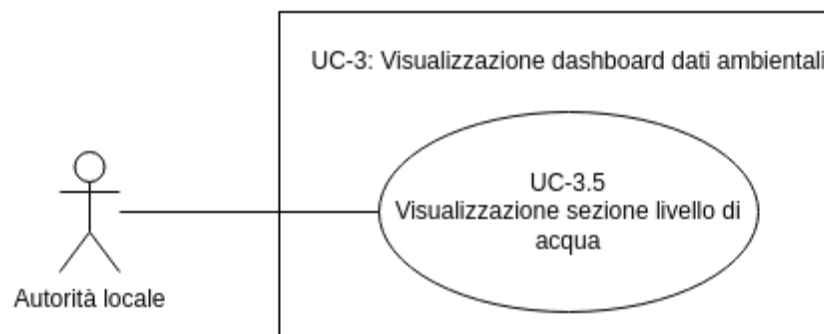 UC-3: Visualizzazione dashboard dati ambientali
UC-3.5
Visualizzazione sezione livello di
acqua
Autorità locale